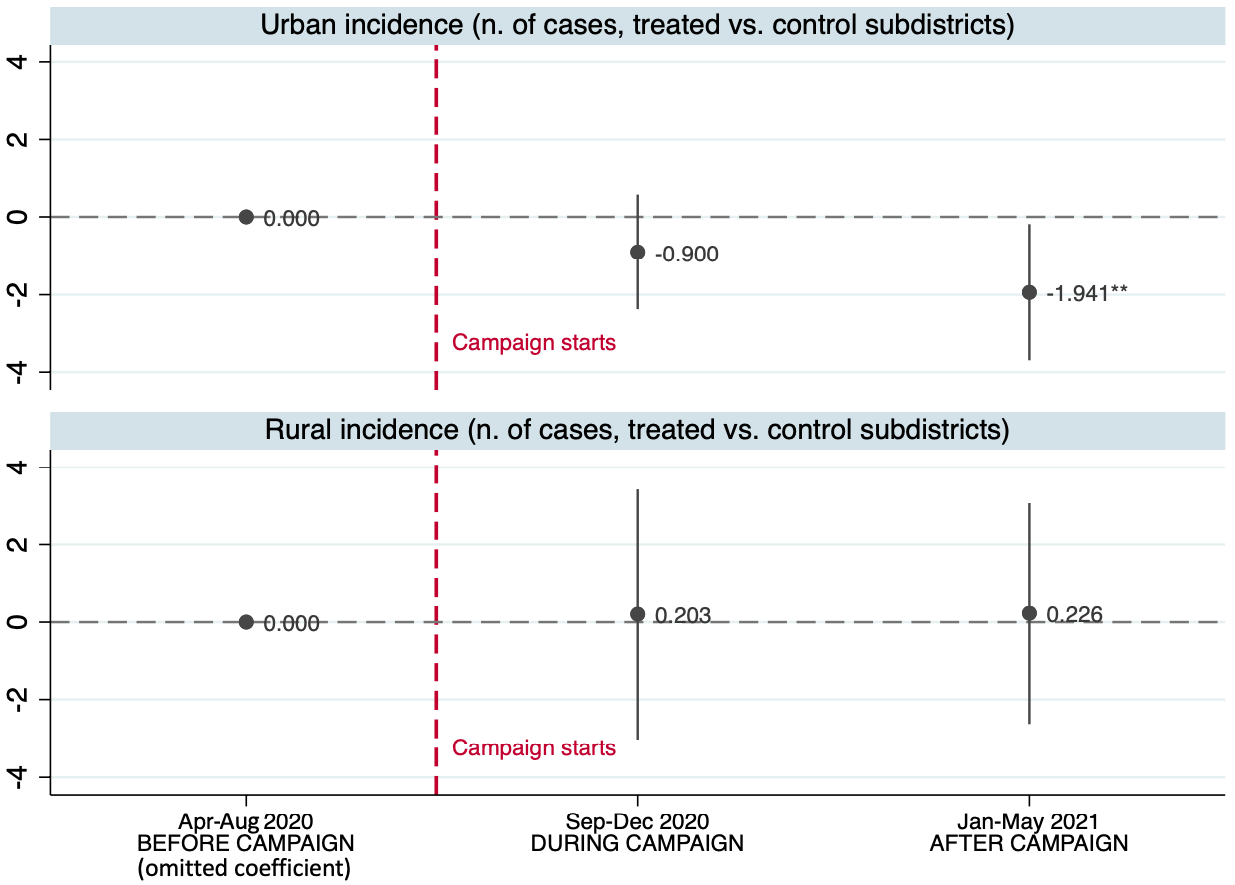 Urban incidence (n. of cases, treated vs. control subdistricts)
4
2
0
-2
-4
0.000
-0.900
-1.941**
Campaign starts
Rural incidence (n. of cases, treated vs. control subdistricts)
4
2
0
-2
-4
0.000
0.203
0.226
Campaign starts
Apr-Aug 2020
BEFORE CAMPAIGN
(omitted coefficient)
Sep-Dec 2020
DURING CAMPAIGN
Jan-May 2021
AFTER CAMPAIGN